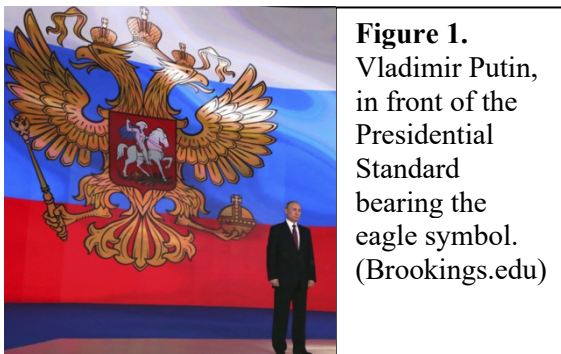 Figure 1.
Vladimir Putin,
in front of the
Presidential
Standard
bearing the
eagle symbol.
(Brookings.edu)